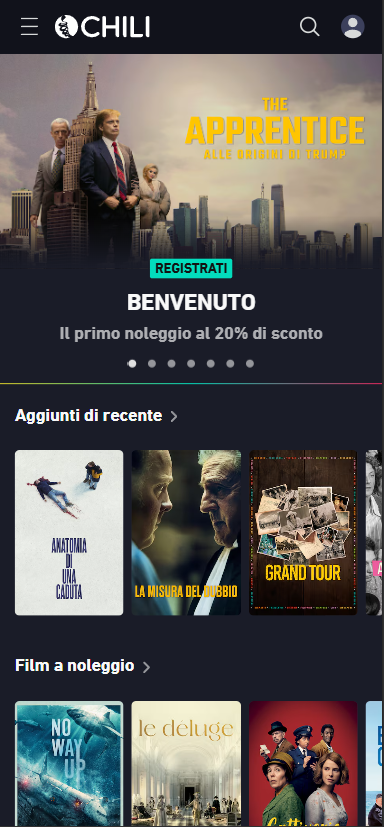 CHILI
THE
APPRENTICE
ALLE ORIGINI DI TRUMP
REGISTRATI
BENVENUTO
Il primo noleggio al 20% di sconto
Aggiunti di recente
ANATOMIA
DI
UNA
CADUTA
LA MISURA DEL DUBBIO
GRAND TOUR
Film a noleggio
NO
WAY
UP
le déluge